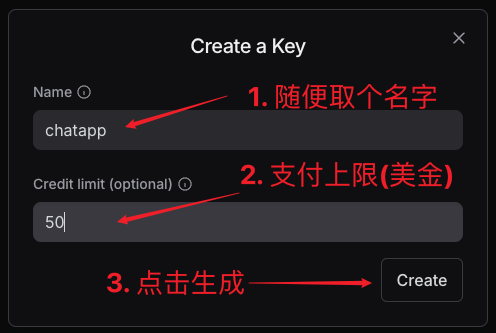 Create a Key
Name
1. 随便取个名字
chatapp
2. 支付上限(美金)
Credit limit (optional)
50
3. 点击生成
Create